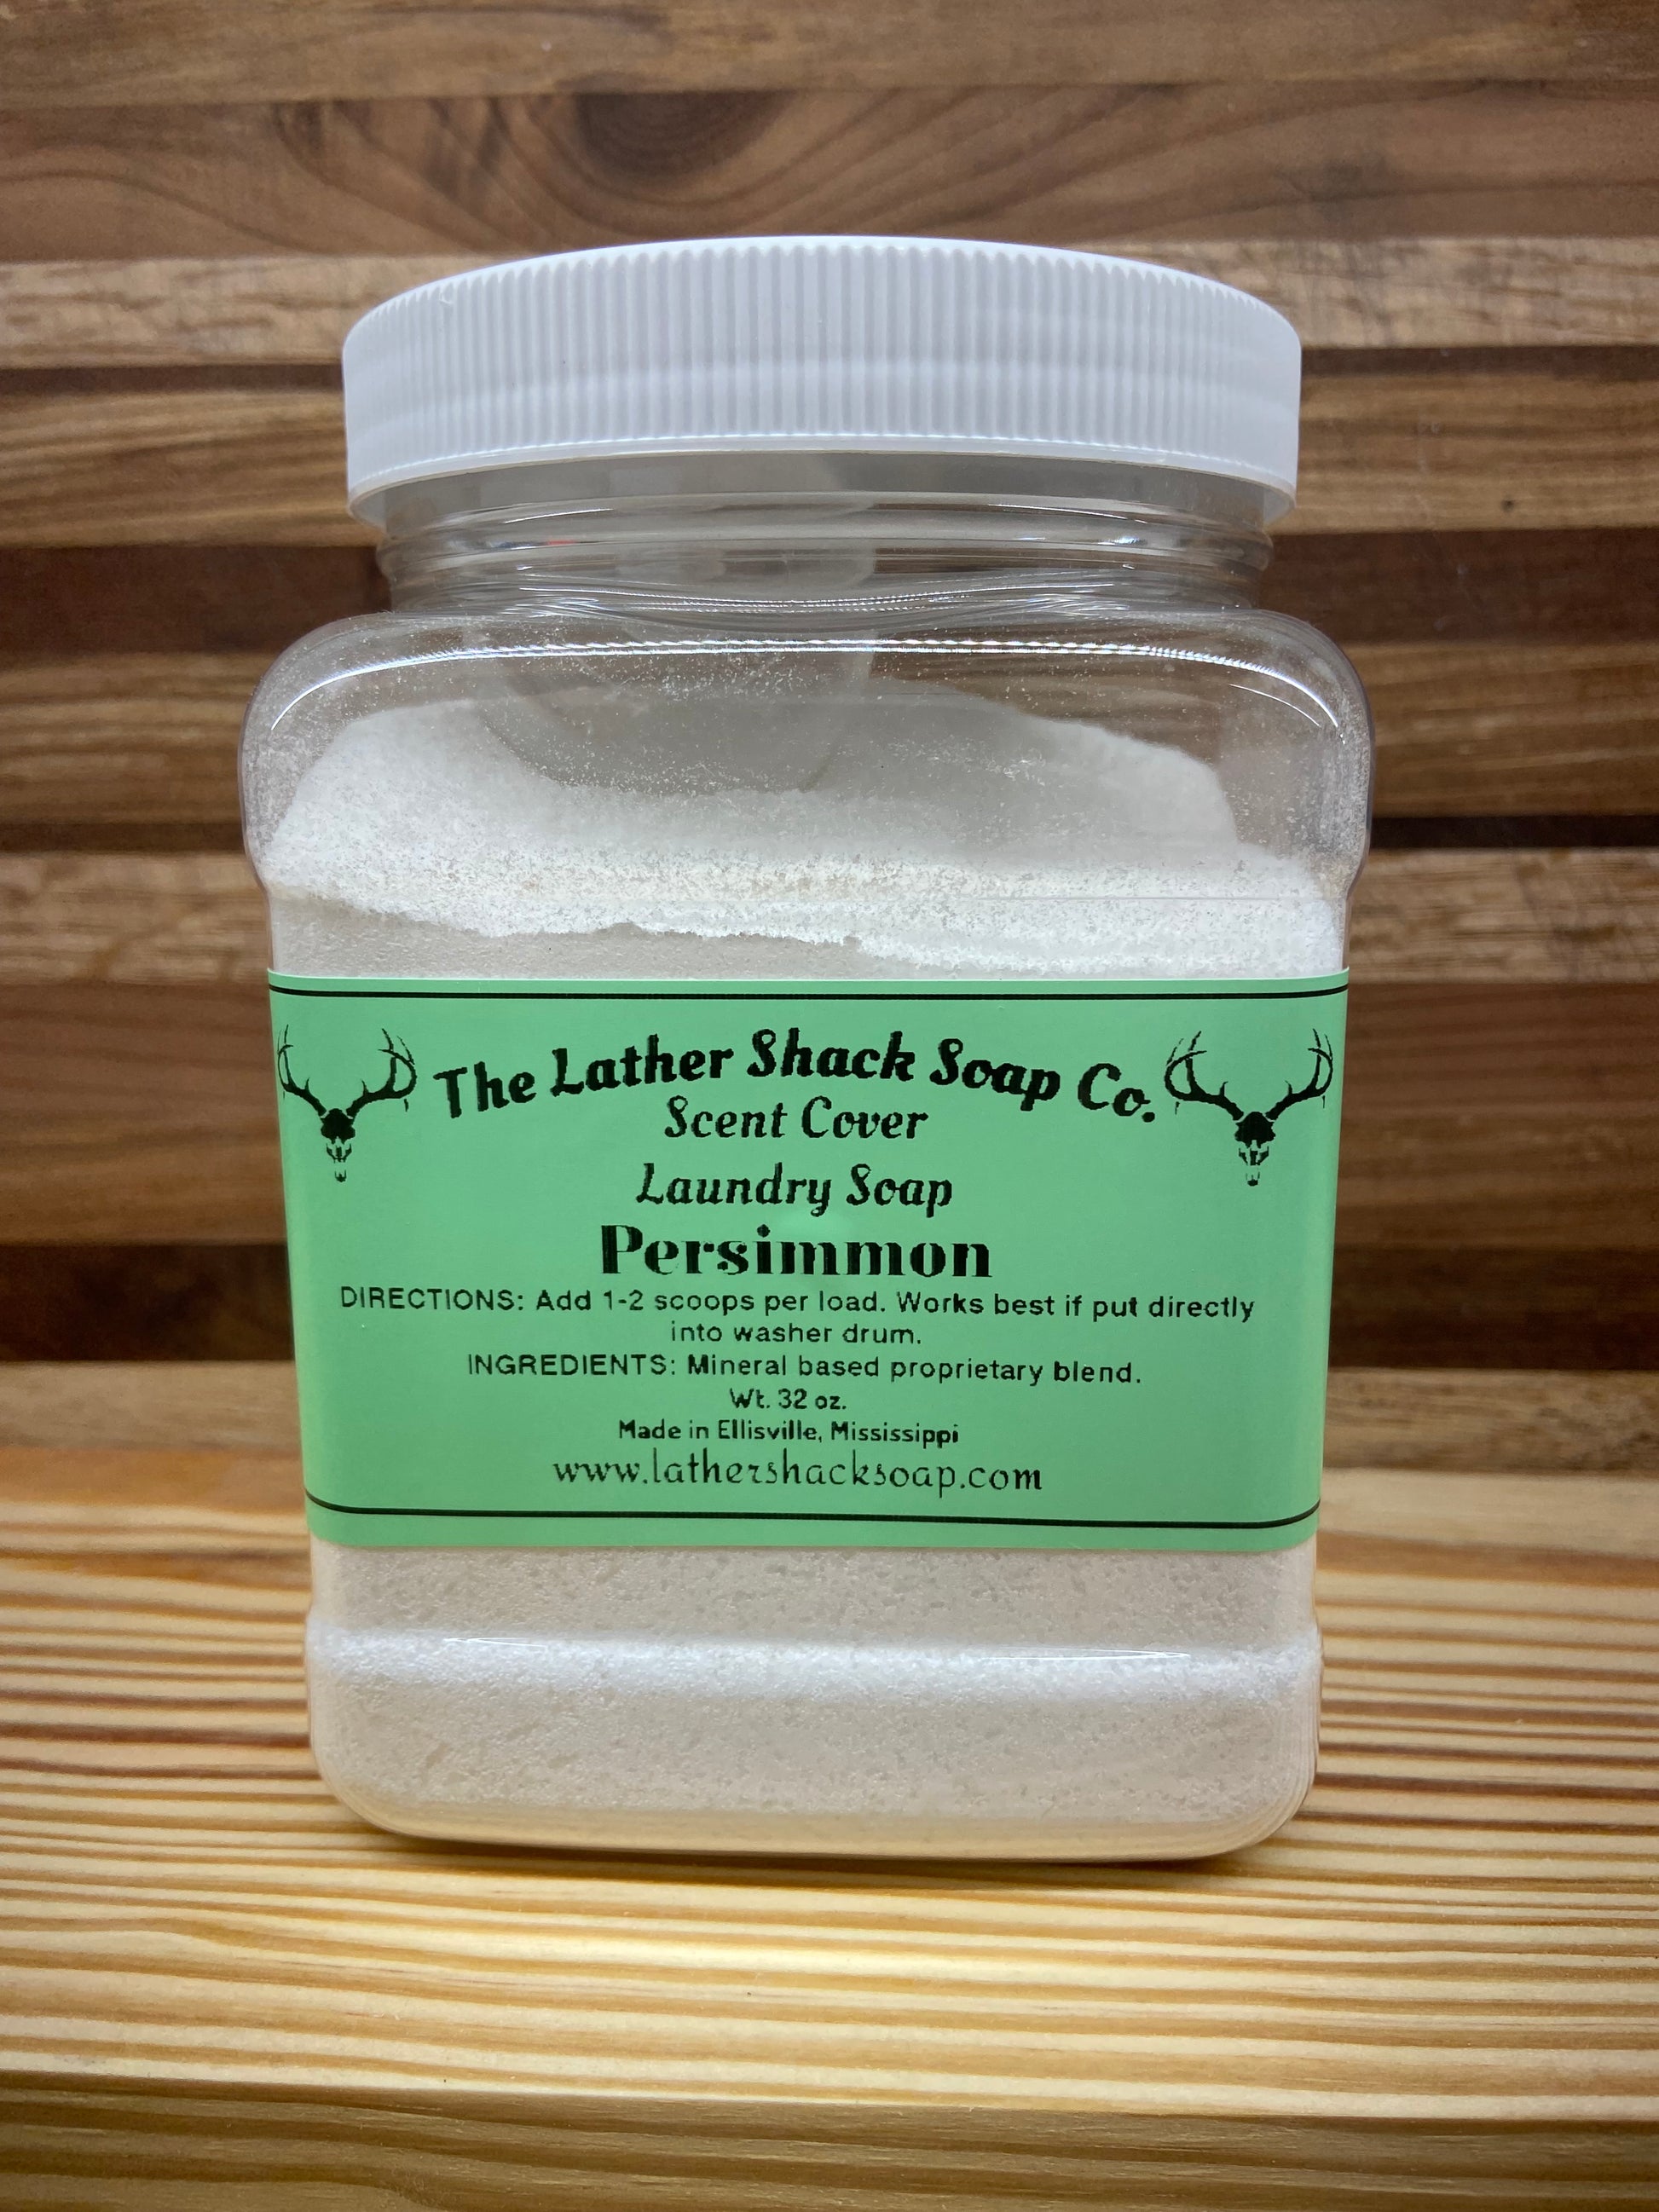 The Lather Shack Soap Co.
Scent Cover
Laundry Soap
Persimmon
DIRECTIONS: Add 1-2 scoops per load. Works best if put directly
into washer drum.
INGREDIENTS: Mineral based proprietary blend.
Wt. 32 oz.
Made in Ellisville, Mississippi
www.lathershacksoap.com